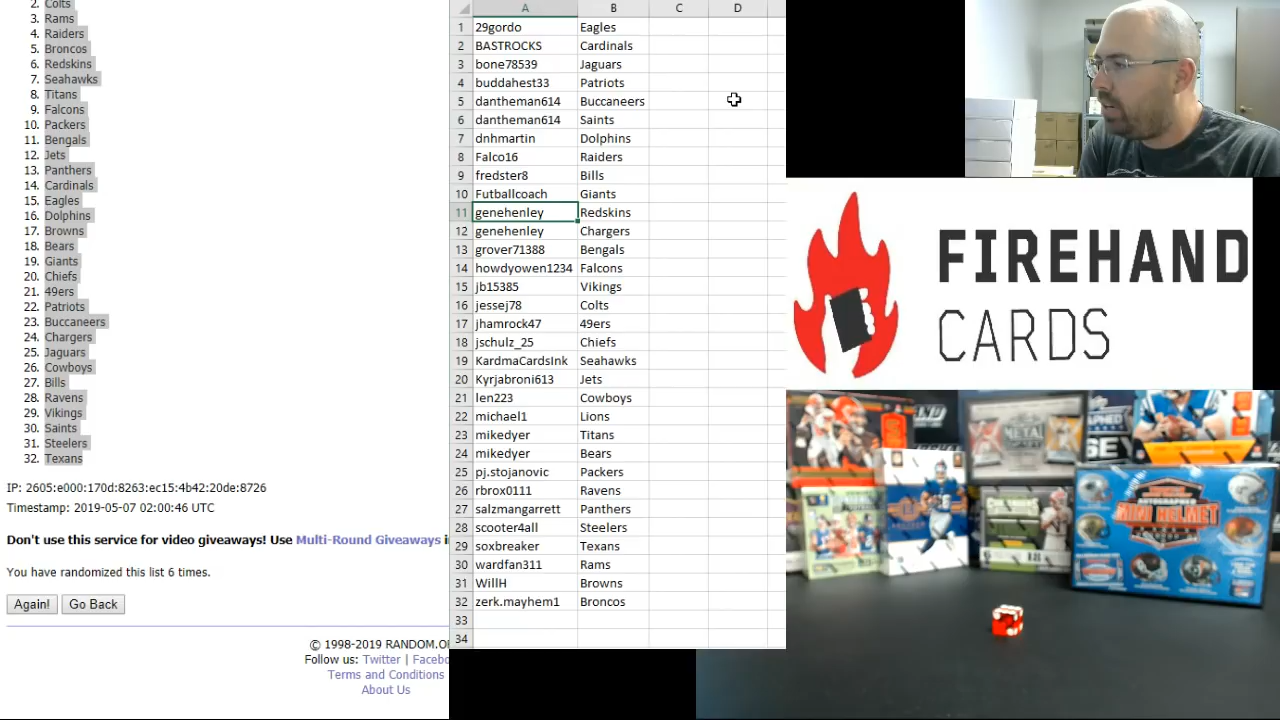 2. Colts
3. Rams
4. Raiders
5. Broncos
6. Redskins
7. Seahawks
8. Titans
9. Falcons
10. Packers
11. Bengals
12. Jets
13. Panthers
14. Cardinals
15. Eagles
16. Dolphins
17. Browns
18. Bears
19. Giants
20. Chiefs
21. 49ers
22. Patriots
23. Buccaneers
24. Chargers
25. Jaguars
26. Cowboys
27. Bills
28. Ravens
29. Vikings
30. Saints
31. Steelers
32. Texans
IP: 2605:e000:170d:8263:ec15:4b42:20de:8726
Timestamp: 2019-05-07 02:00:46 UTC
Don't use this service for video giveaways! Use Multi-Round Giveaways i
You have randomized this list 6 times.
Again! Go Back
© 1998-2019 RANDOM.O
Follow us: Twitter | Facebo
Terms and Conditions
About Us
A B C D
1 29gordo Eagles
2 BASTROCKS Cardinals
3 bone78539 Jaguars
4 buddahest33 Patriots
5 dantheman614 Buccaneers
6 dantheman614 Saints
7 dnhmartin Dolphins
8 Falco16 Raiders
9 fredster8 Bills
10 Futballcoach Giants
11 genehenley Redskins
12 genehenley Chargers
13 grover71388 Bengals
14 howdyowen1234 Falcons
15 jb15385 Vikings
16 jessej78 Colts
17 jhamrock47 49ers
18 jschulz_25 Chiefs
19 KardmaCardsInk Seahawks
20 Kyrjabroni613 Jets
21 len223 Cowboys
22 michael1 Lions
23 mikedyer Titans
24 mikedyer Bears
25 pj.stojanovic Packers
26 rbrox0111 Ravens
27 salzmangarrett Panthers
28 scooter4all Steelers
29 soxbreaker Texans
30 wardfan311 Rams
31 WillH Browns
32 zerk.mayhem1 Broncos
33
34
FIREHAND
CARDS
AUTOGRAPHED
MINI HELMET